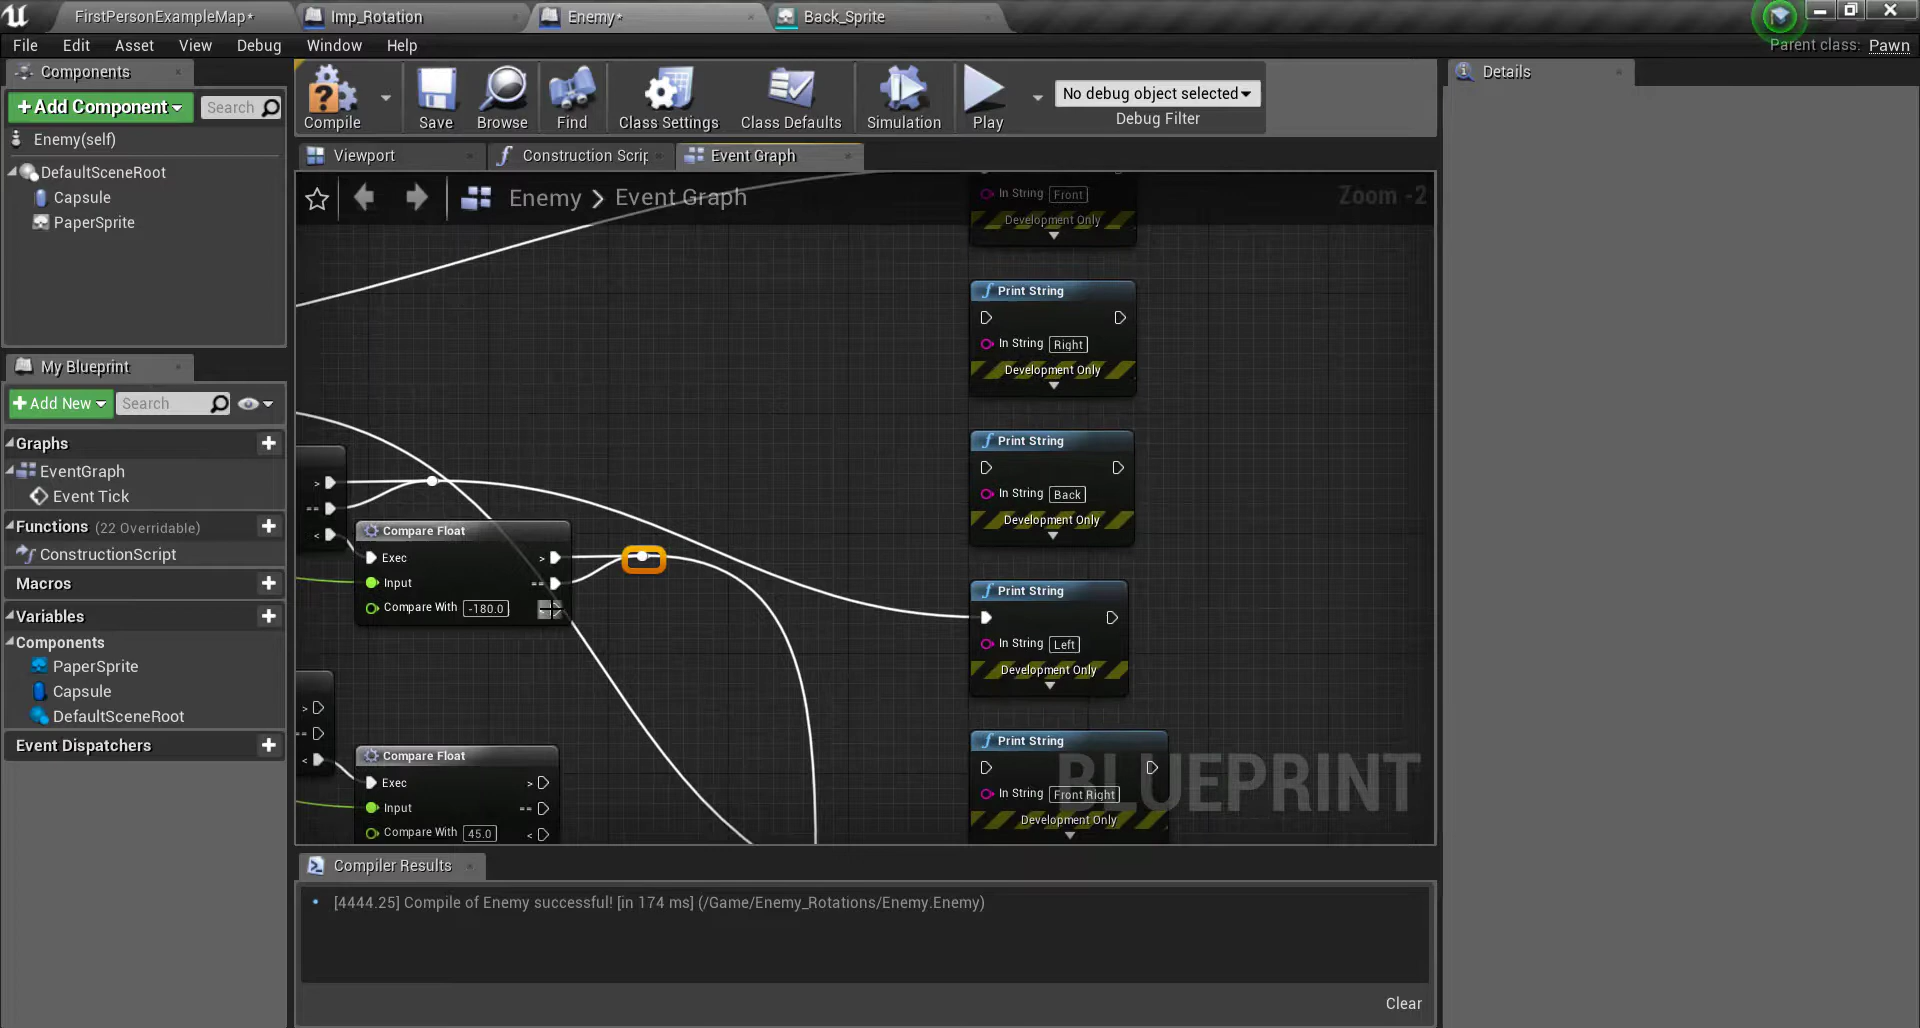 FirstPersonExampleMap*
Imp_Rotation
Enemy*
Back_Sprite
File Edit Asset View Debug Window Help
Parent class: Pawn
Components
+Add Component
Search
Enemy(self)
DefaultSceneRoot
Capsule
PaperSprite
Compile
Save
Browse
Find
Class Settings
Class Defaults
Simulation
Play
No debug object selected
Debug Filter
Details
Viewport
Construction Scrip
Event Graph
Enemy > Event Graph
Zoom -2
In String Front
Development Only
Print String
In String Right
Development Only
Print String
In String Back
Development Only
Print String
In String Left
Development Only
Print String
In String Front Right
Development Only
>
==
<
Compare Float
Exec >
Input ==
Compare With -180.0
>
==
<
Compare Float
Exec >
Input ==
Compare With 45.0 <
BLUEPRINT
My Blueprint
+Add New
Search
Graphs
EventGraph
Event Tick
Functions (22 Overridable)
ConstructionScript
Macros
Variables
Components
PaperSprite
Capsule
DefaultSceneRoot
Event Dispatchers
Compiler Results
[4444.25] Compile of Enemy successful! [in 174 ms] (/Game/Enemy_Rotations/Enemy.Enemy)
Clear